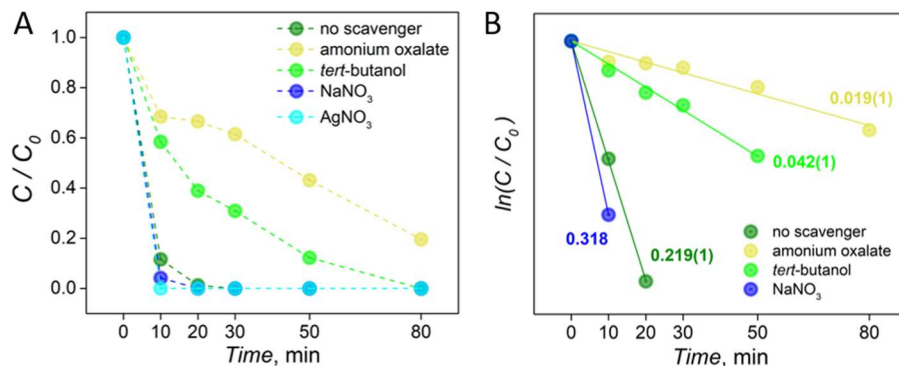 A
no scavenger
amonium oxalate
tert-butanol
NaNO₃
AgNO₃
C / C₀
1.0
0.8
0.6
0.4
0.2
0.0
0 10 20 30 50 80
Time, min
B
0.019(1)
0.042(1)
0.318
0.219(1)
no scavenger
amonium oxalate
tert-butanol
NaNO₃
ln(C / C₀)
0 10 20 30 50 80
Time, min